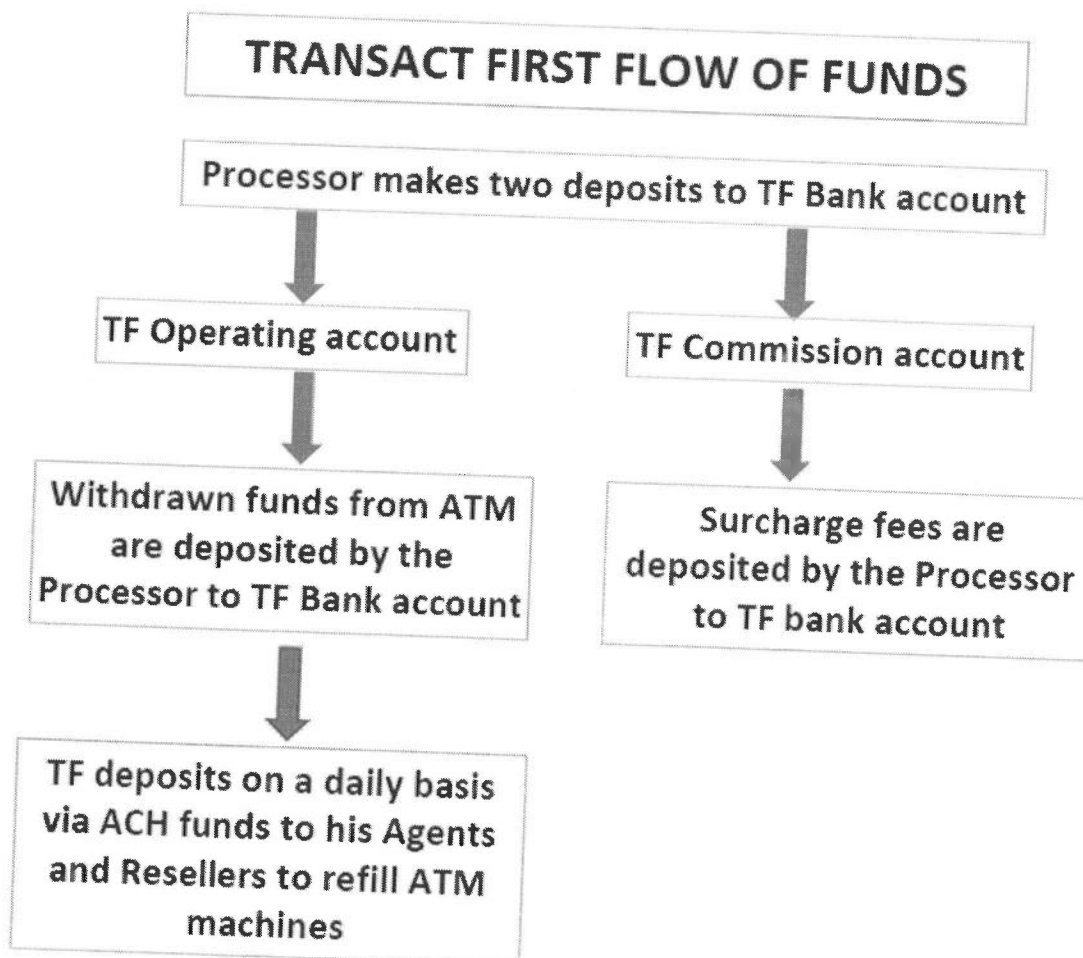 TRANSACT FIRST FLOW OF FUNDS
Processor makes two deposits to TF Bank account
TF Operating account
TF Commission account
Withdrawn funds from ATM
are deposited by the
Processor to TF Bank account
Surcharge fees are
deposited by the Processor
to TF bank account
TF deposits on a daily basis
via ACH funds to his Agents
and Resellers to refill ATM
machines